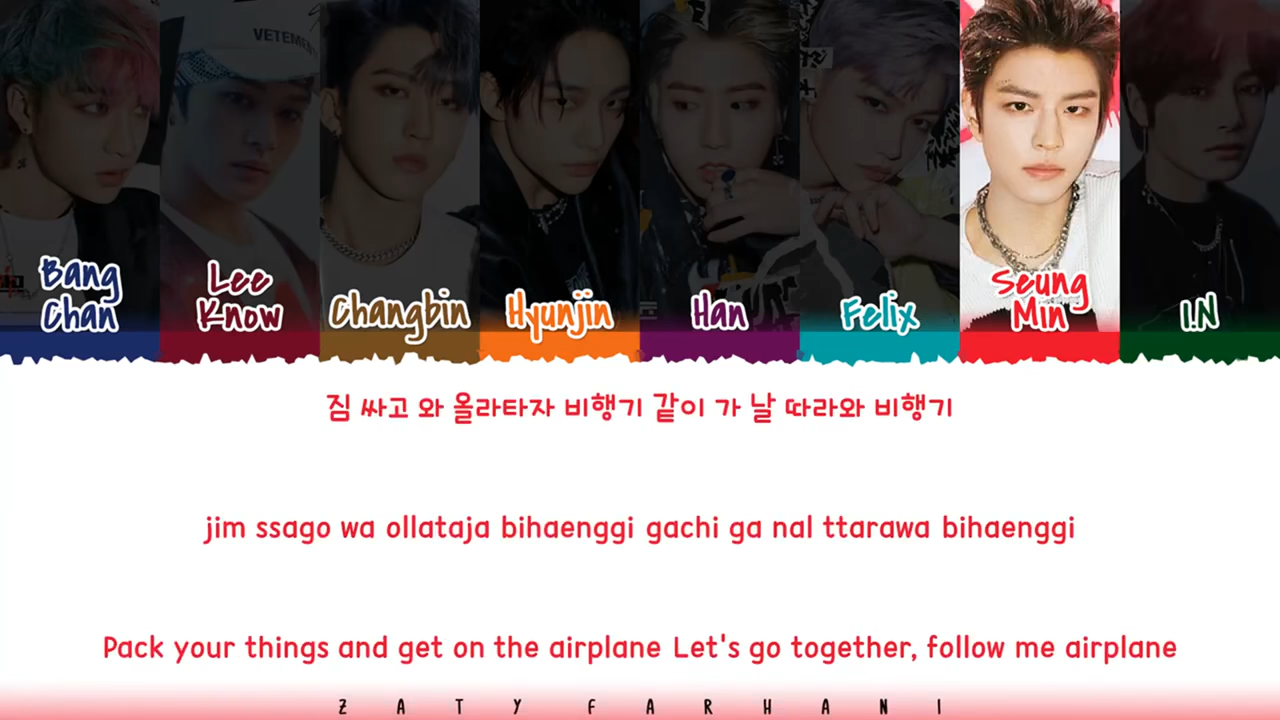 VETEMEN
Bang Chan
Lee Know
Changbin
Hyunjin
Han
Felix
Seung Min
I.N
짐 싸고 와 올라타자 비행기 같이 가 날 따라와 비행기
jim ssago wa ollataja bihaenggi gachi ga nal ttarawa bihaenggi
Pack your things and get on the airplane Let's go together, follow me airplane
ZATY FARHANI